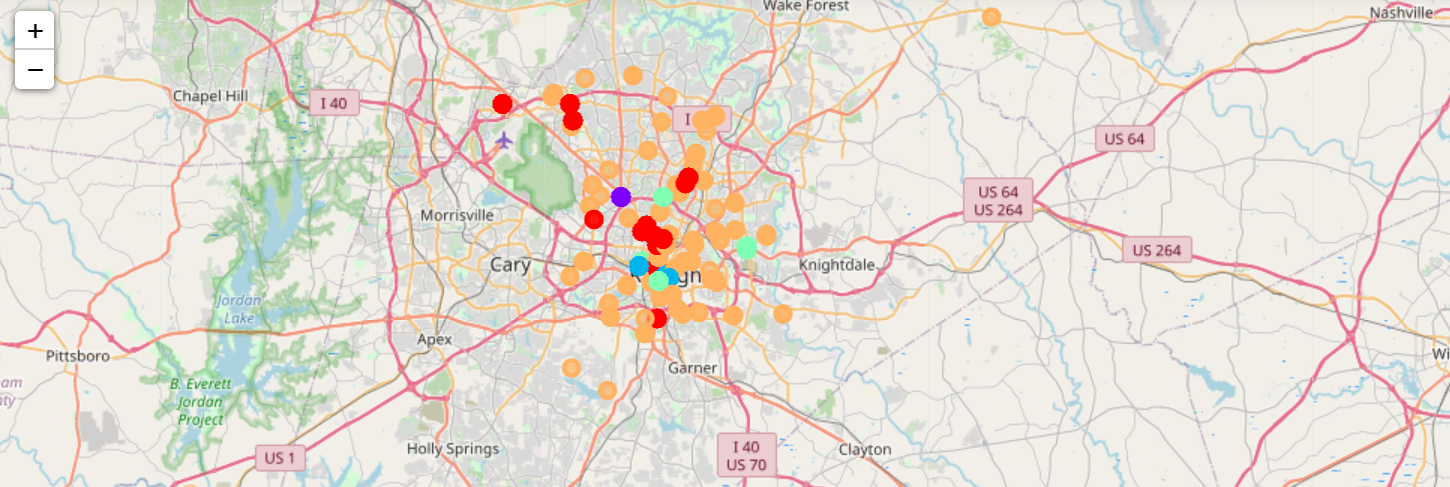 +
−
Wake Forest
Nashville
Chapel Hill
I 40
US 64
US 64
US 264
Morrisville
US 264
Cary
Knightdale
Jordan
Lake
Apex
Pittsboro
Garner
B. Everett
Jordan
Project
Holly Springs
I 40
US 70
Clayton
US 1